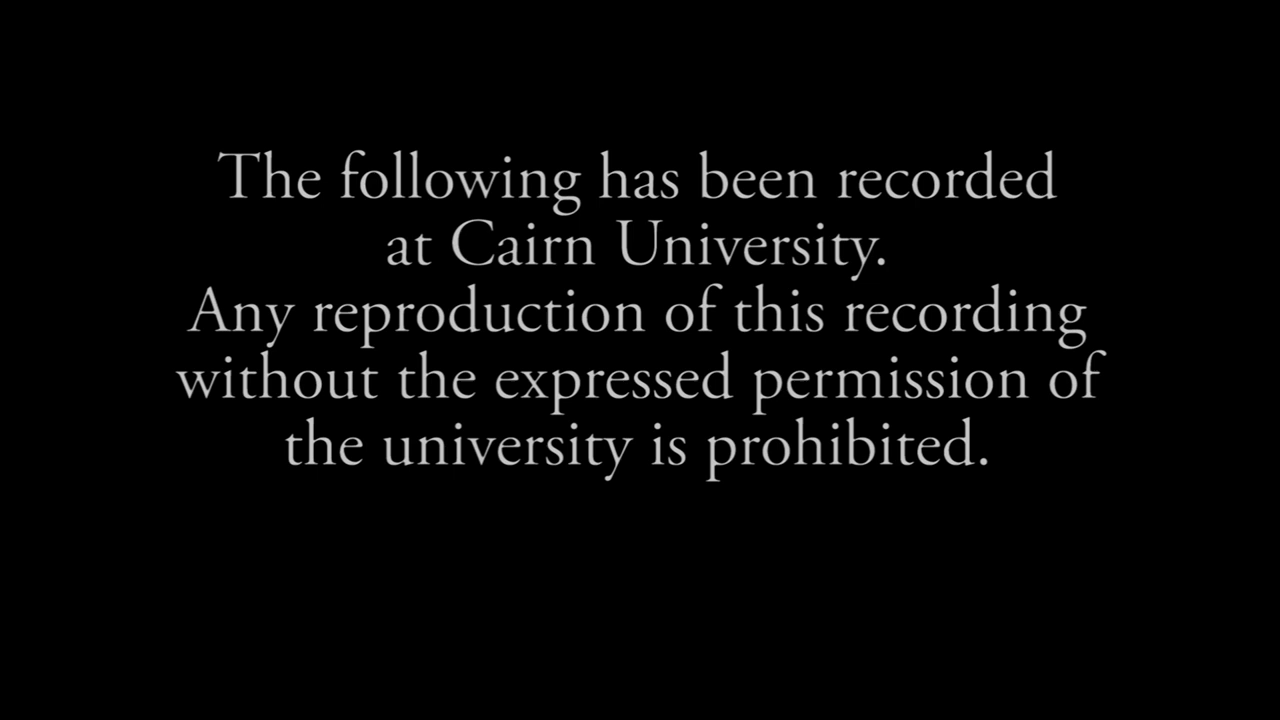 The following has been recorded
at Cairn University.
Any reproduction of this recording
without the expressed permission of
the university is prohibited.